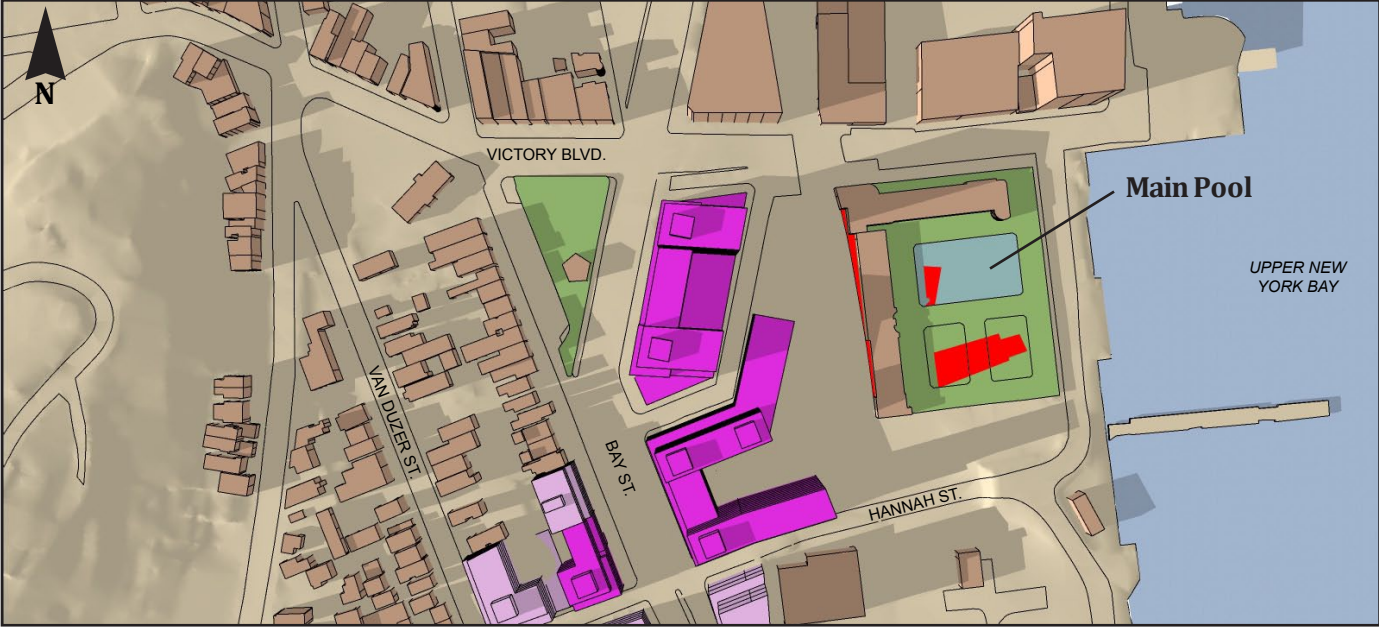 N
VICTORY BLVD.
Main Pool
UPPER NEW
YORK BAY
VAN DUZER ST.
BAY ST.
HANNAH ST.